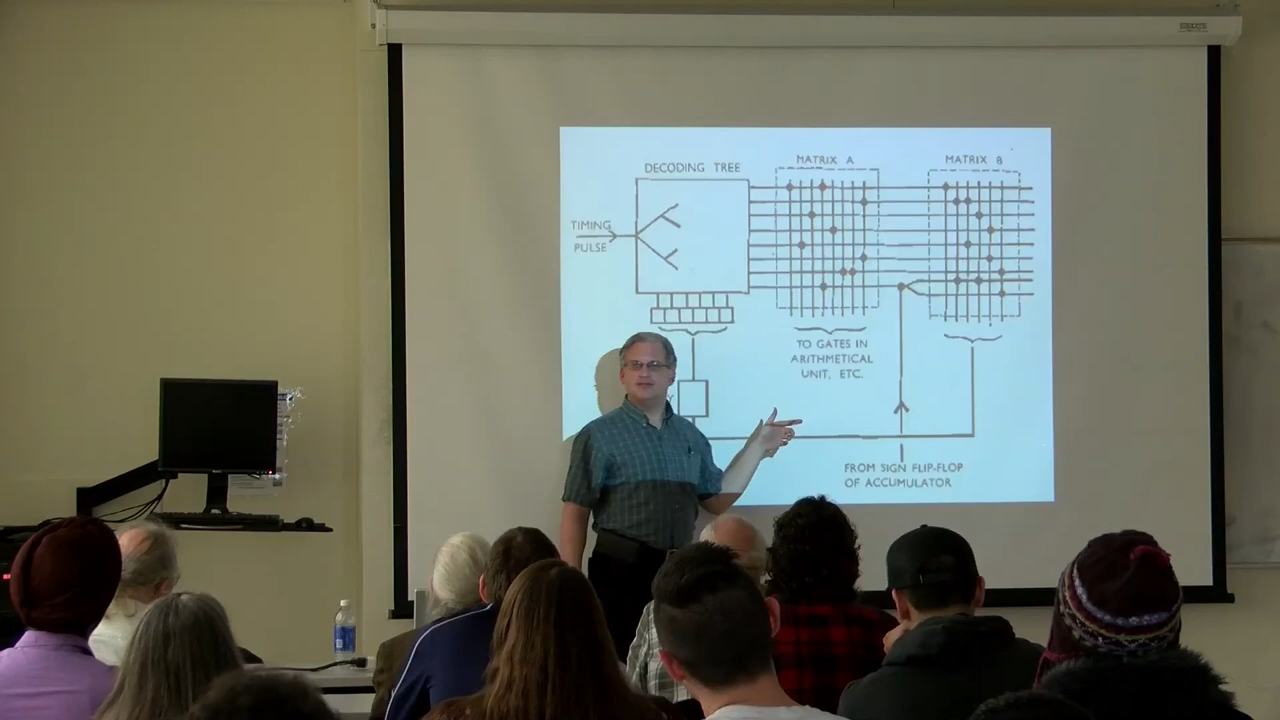 DECODING TREE
MATRIX A
MATRIX B
TIMING
PULSE
TO GATES IN
ARITHMETICAL
UNIT, ETC.
FROM SIGN FLIP-FLOP
OF ACCUMULATOR